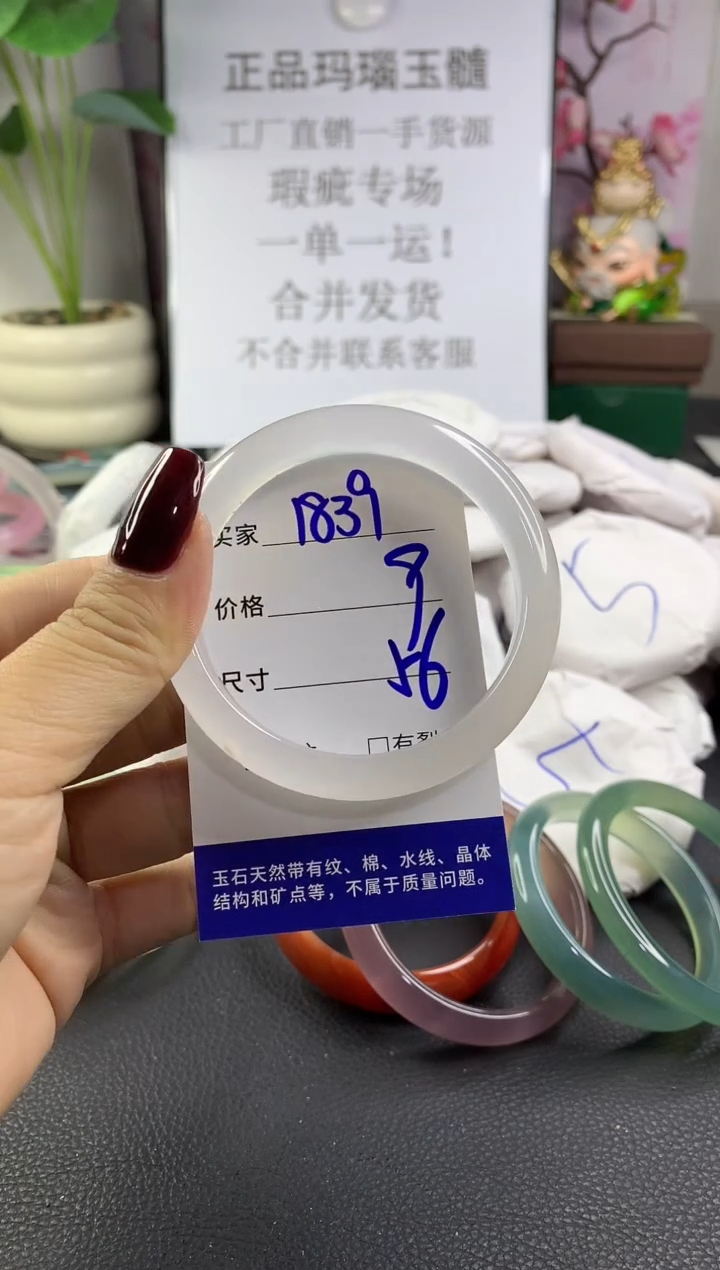 正品玛瑙玉髓
工厂直销一手货源
瑕疵专场
一单一运！
合并发货
不合并联系客服
买家 1839
价格 9
尺寸 56
□有裂
玉石天然带有纹、棉、水线、晶体
结构和矿点等，不属于质量问题。
5